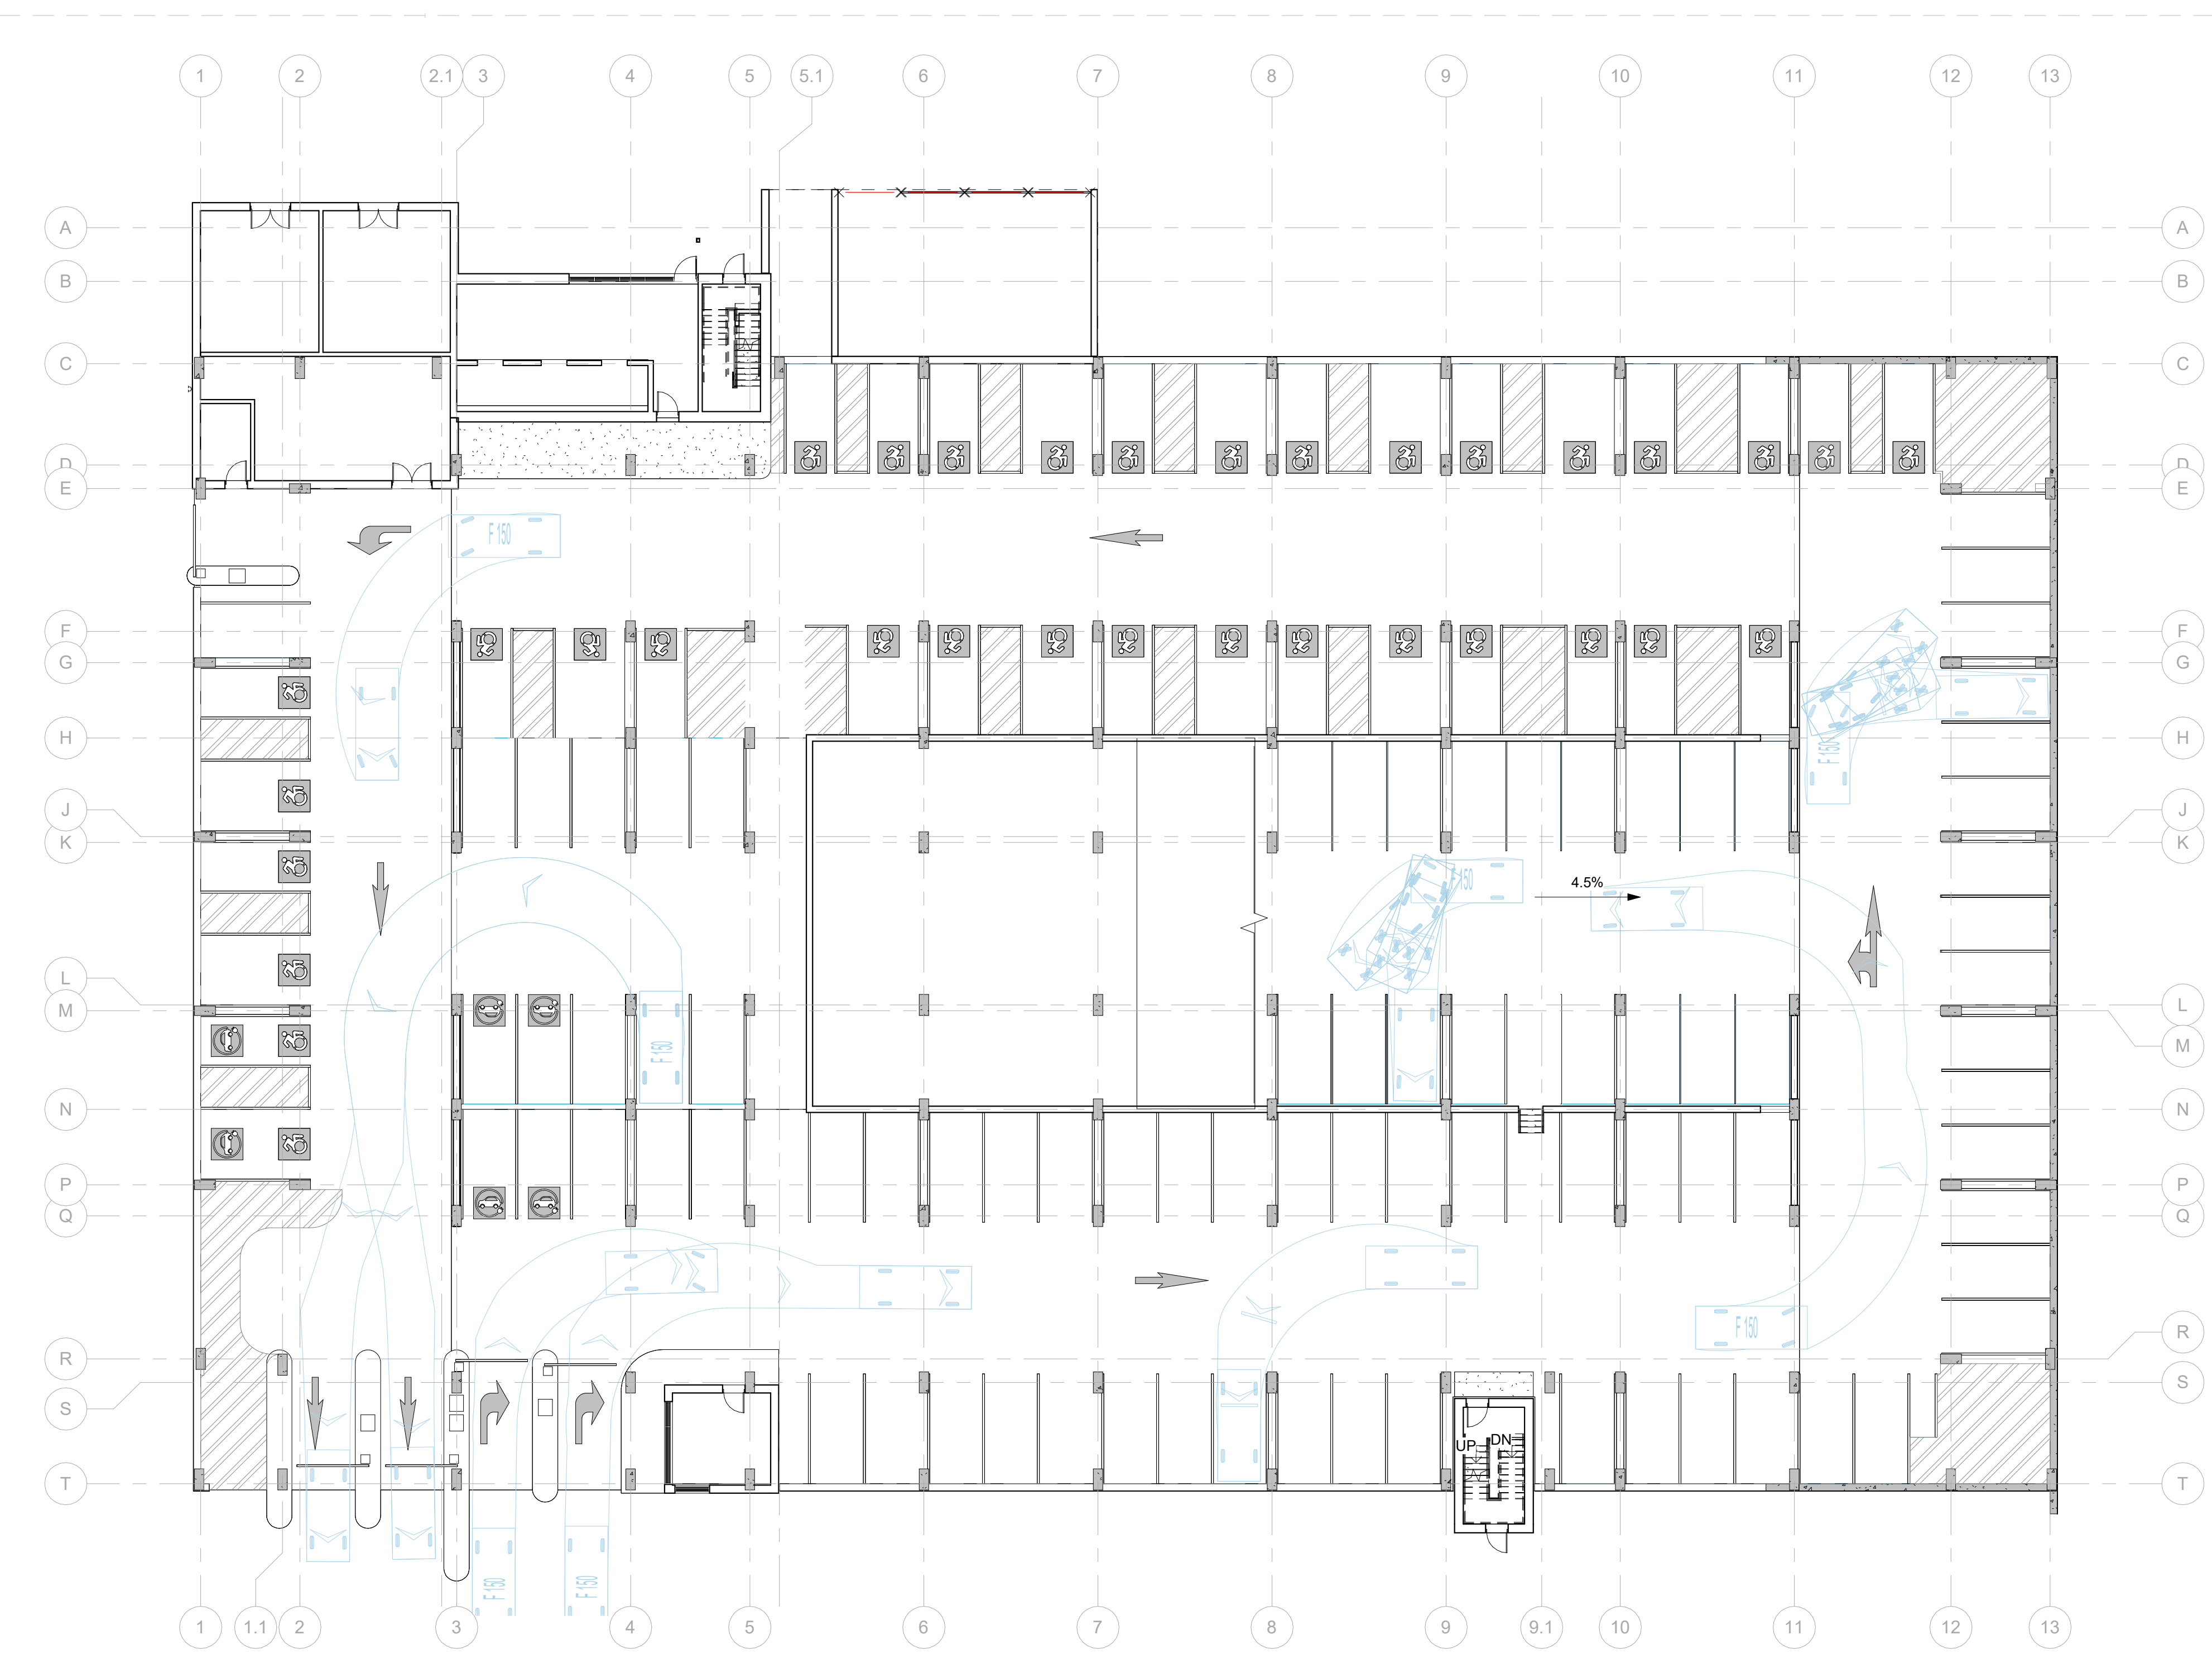 1 2 2.1 3 4 5 5.1 6 7 8 9 10 11 12 13
A A
B B
C C
D D
E E
F 150
F F
G G
H H
F 150
J J
K K
150
4.5%
L L
M M
F 150
N N
P P
Q Q
F 150
R R
S S
UP DN
T T
F 150 F 150
1 1.1 2 3 4 5 6 7 8 9 9.1 10 11 12 13